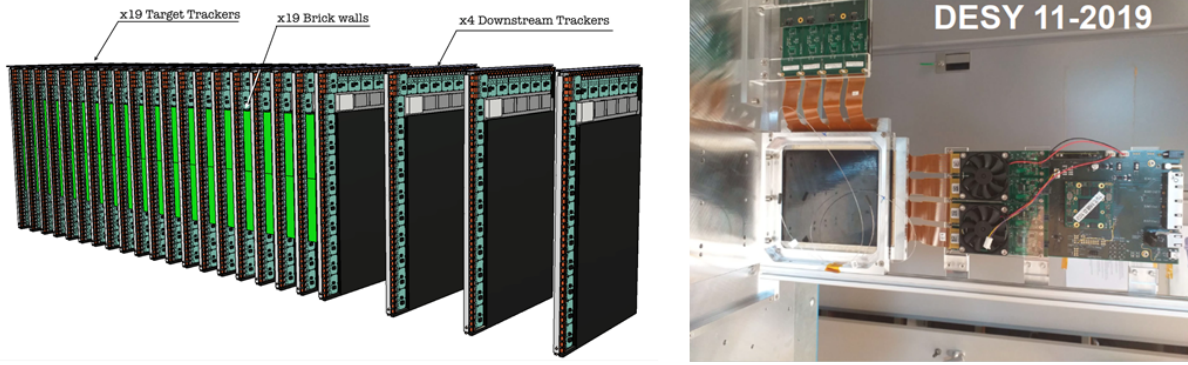 x19 Target Trackers
x19 Brick walls
x4 Downstream Trackers
DESY 11-2019